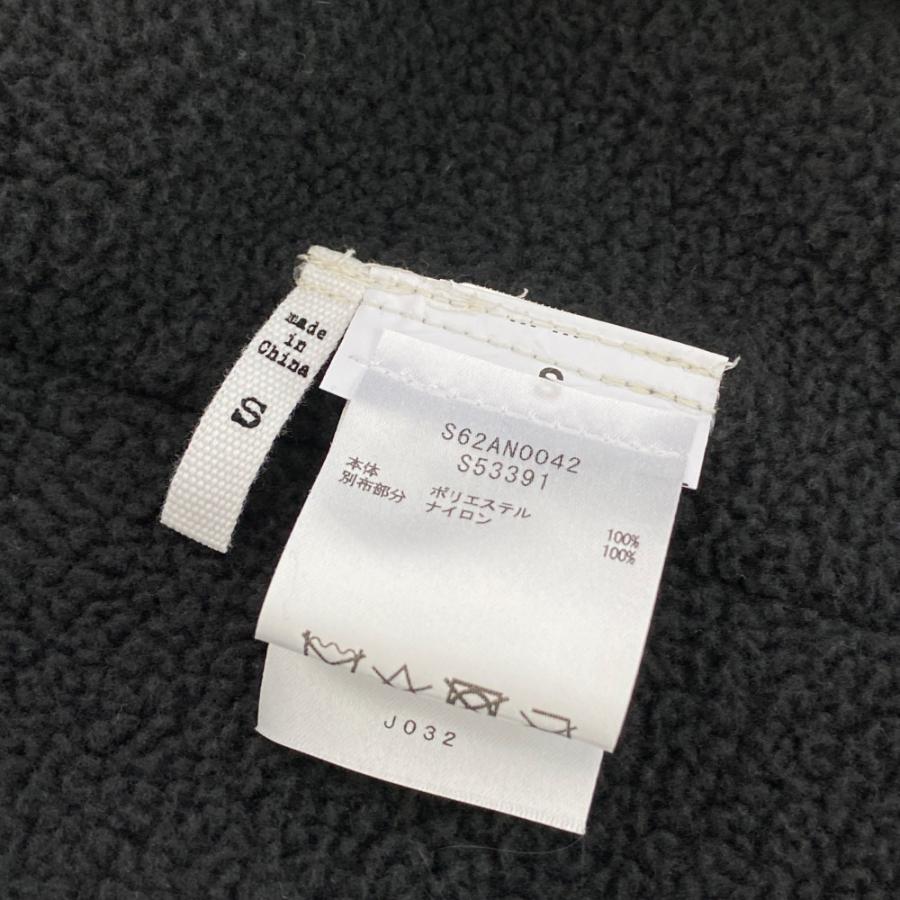 made
in
China
S
S
S62AN0042
S53391
本体 ポリエステル 100%
別布部分 ナイロン 100%
J032